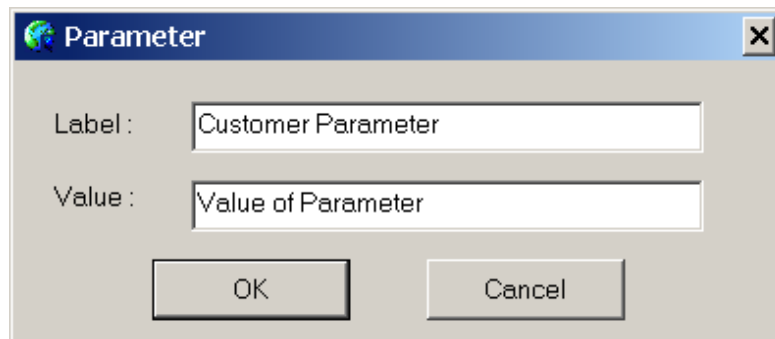 Parameter
Label : Customer Parameter
Value : Value of Parameter
OK Cancel